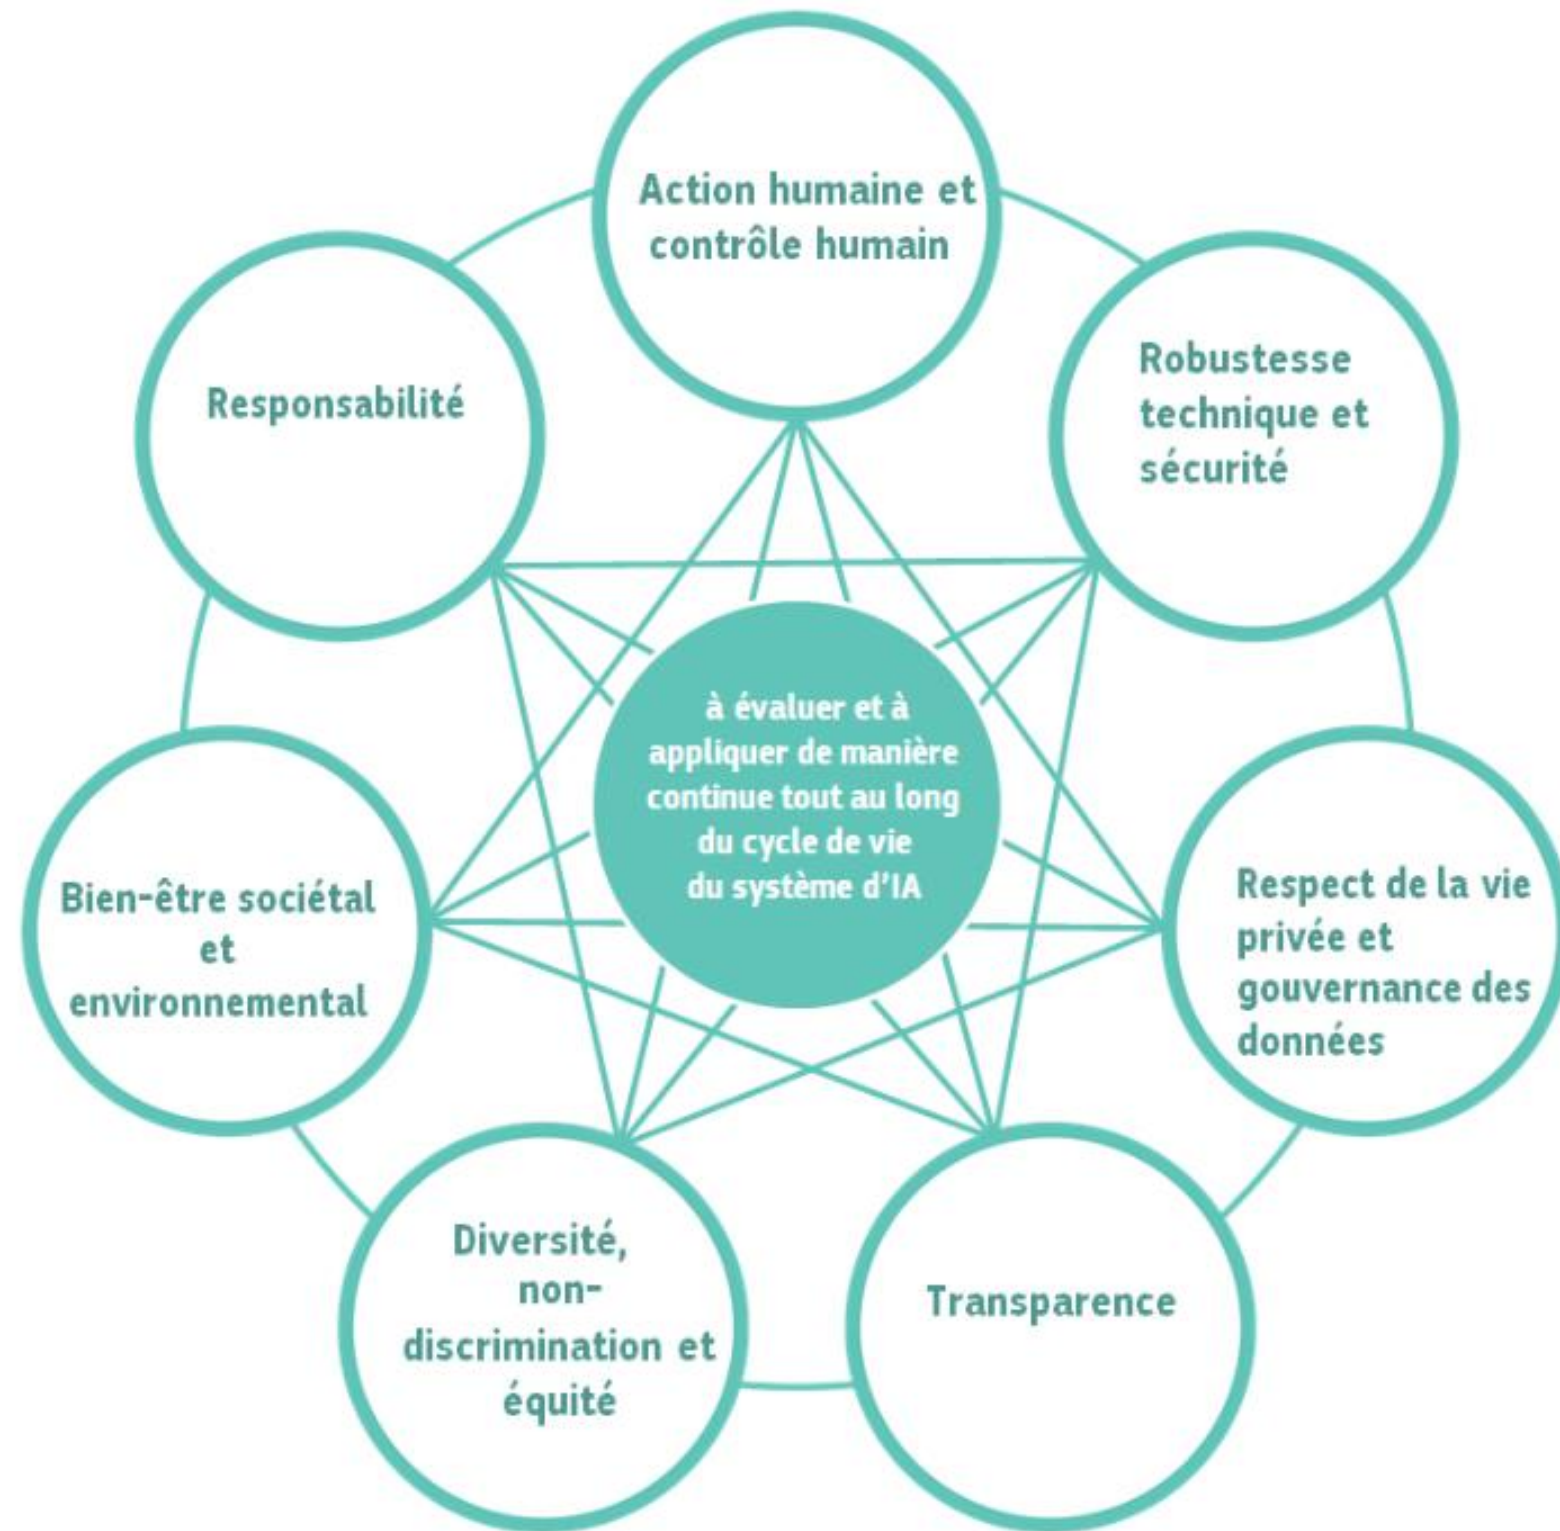 Action humaine et
contrôle humain
Robustesse
technique et
sécurité
Responsabilité
à évaluer et à
appliquer de manière
continue tout au long
du cycle de vie
du système d’IA
Respect de la vie
privée et
gouvernance des
données
Bien-être sociétal
et
environnemental
Diversité,
non-
discrimination et
équité
Transparence